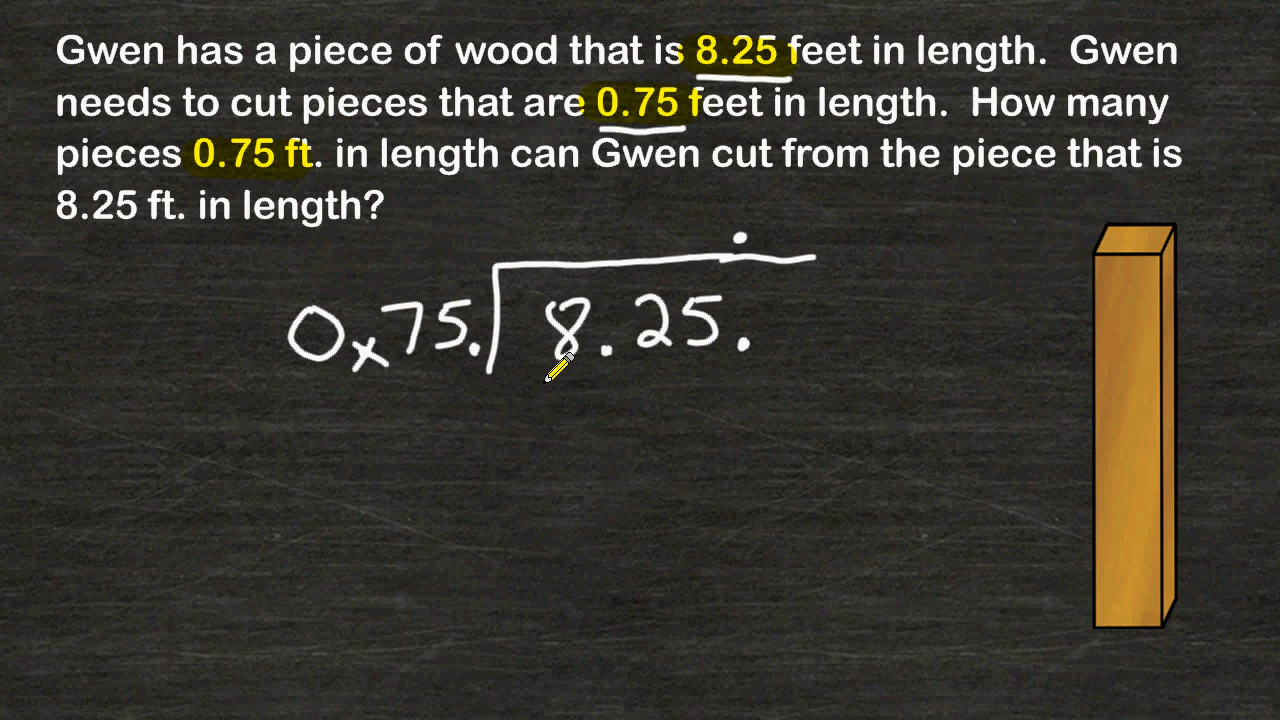 Gwen has a piece of wood that is 8.25 feet in length. Gwen
needs to cut pieces that are 0.75 feet in length. How many
pieces 0.75 ft. in length can Gwen cut from the piece that is
8.25 ft. in length?
.
0x75.) 8.25.